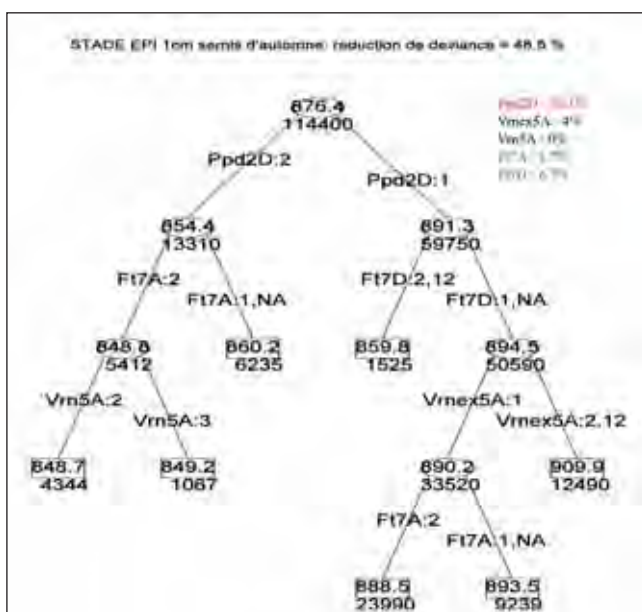 STADE EPI 1cm semis d'automne: reduction de deviance = 48.5 %
876.4
114400
Vrnex5A : 4%
Ppd2D:2
Ppd2D:1
854.4
13310
891.3
59750
Ft7A:2
Ft7A:1,NA
Ft7D:2,12
Ft7D:1,NA
848.8
5412
860.2
6235
859.8
1525
894.5
50590
Vrn5A:2
Vrn5A:3
Vrnex5A:1
Vrnex5A:2,12
848.7
4344
849.2
1067
890.2
33520
909.9
12490
Ft7A:2
Ft7A:1,NA
888.5
23990
893.5
9239